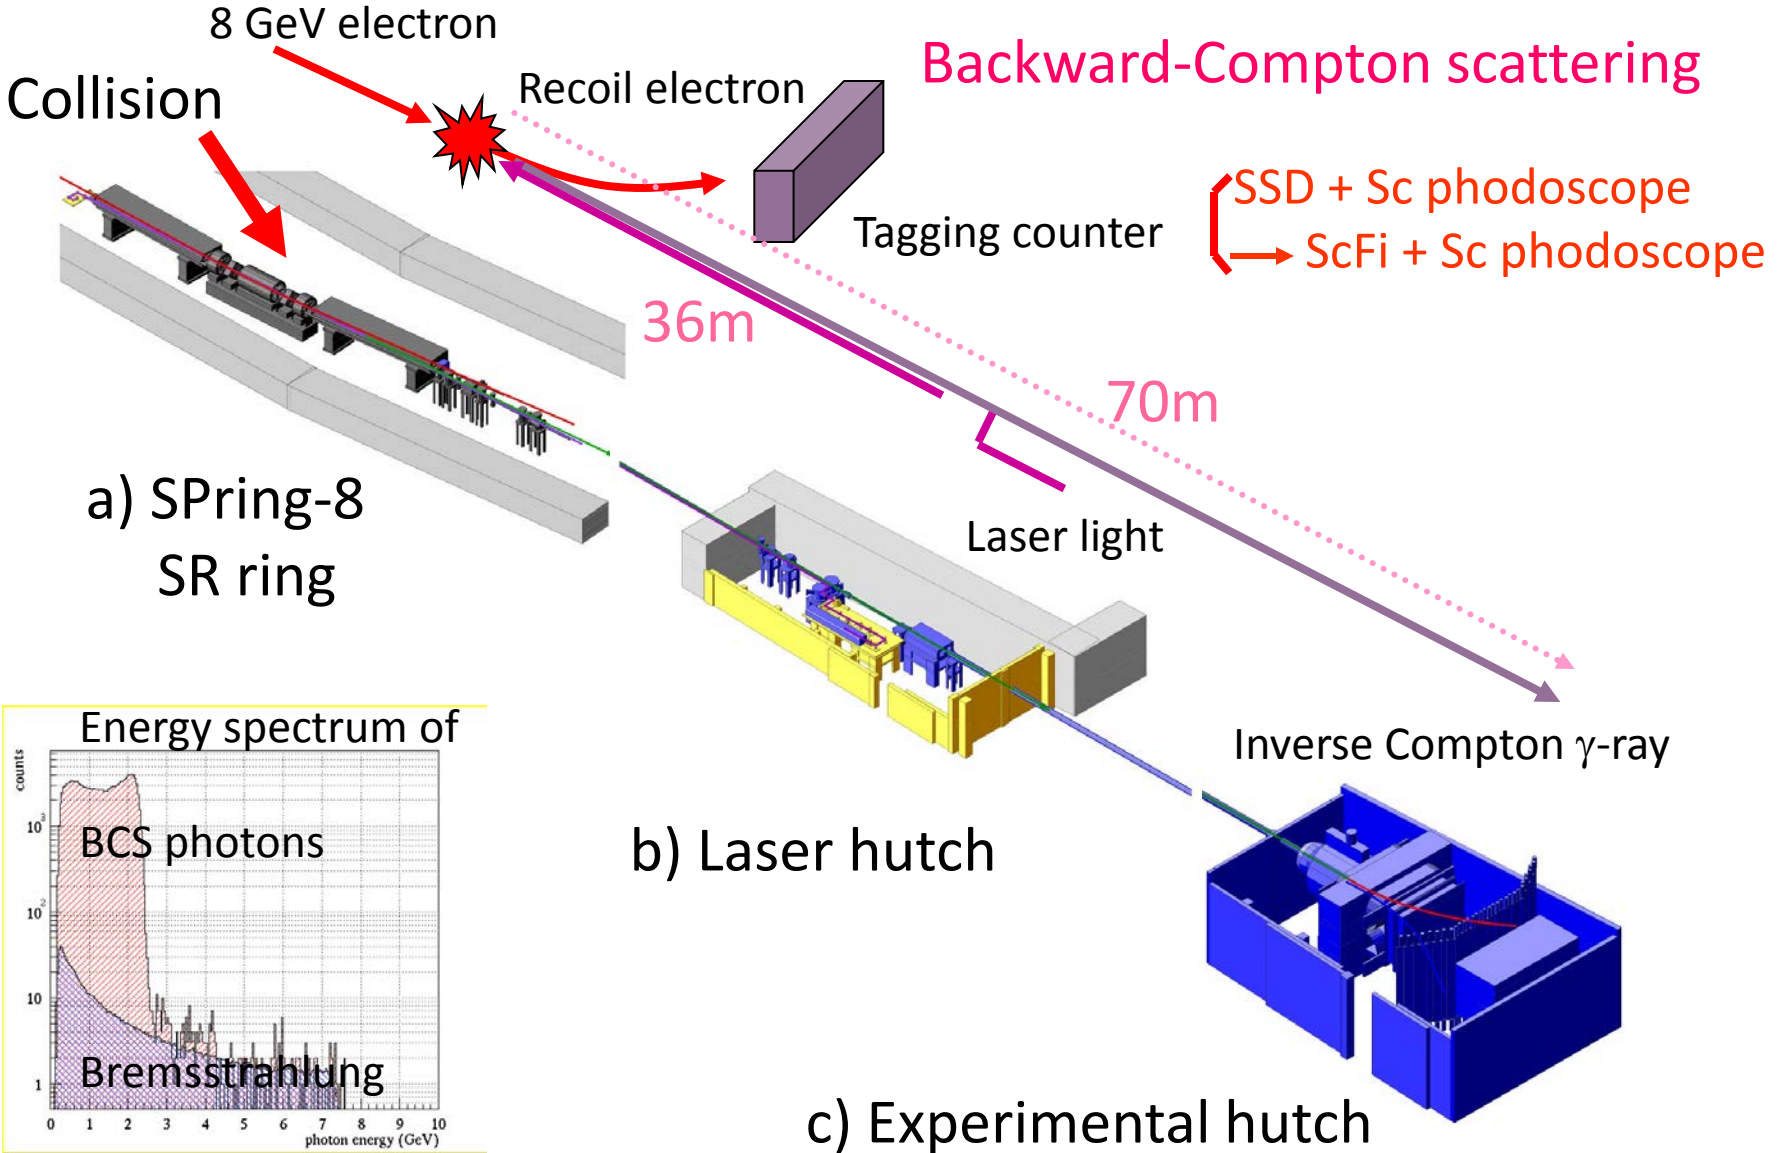 8 GeV electron
Backward-Compton scattering
Recoil electron
Collision
SSD + Sc phodoscope
Tagging counter
ScFi + Sc phodoscope
36m
70m
a) SPring-8
SR ring
Laser light
Inverse Compton γ-ray
b) Laser hutch
c) Experimental hutch
Energy spectrum of
counts
10³
BCS photons
10²
10
Bremsstrahlung
1
0 1 2 3 4 5 6 7 8 9 10
photon energy (GeV)